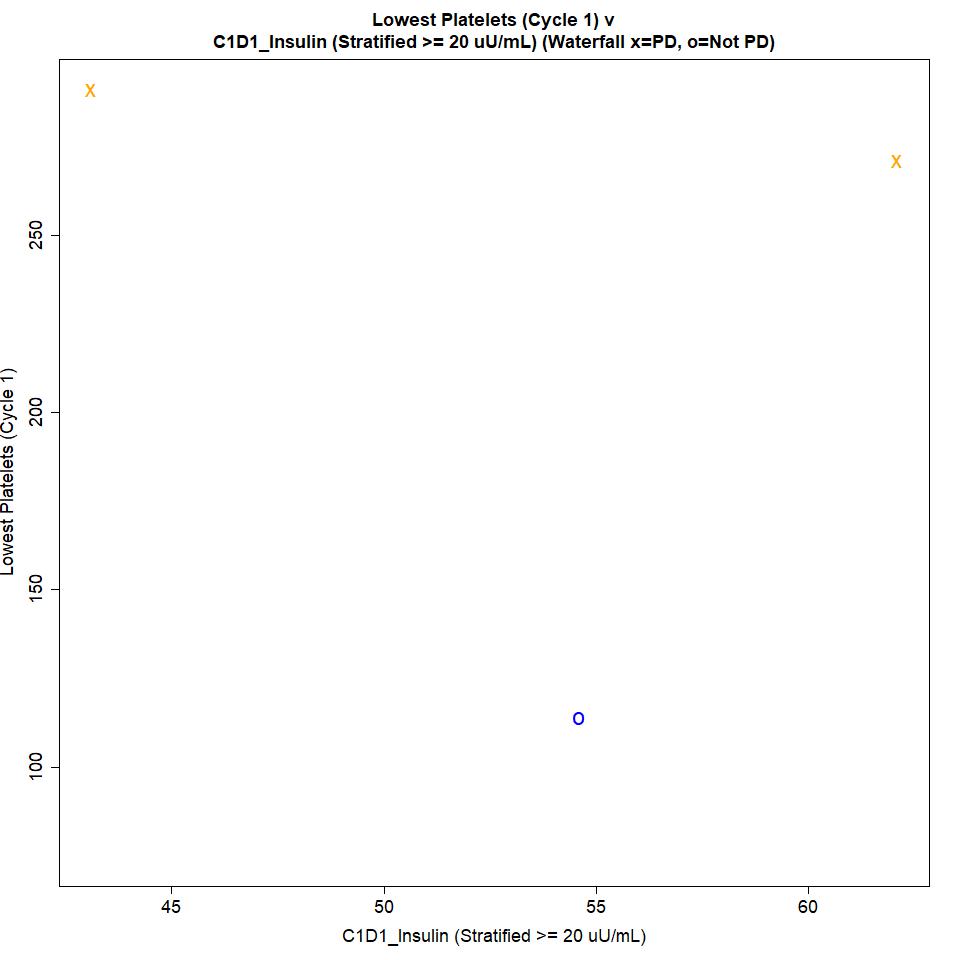 Lowest Platelets (Cycle 1) v
C1D1_Insulin (Stratified >= 20 uU/mL) (Waterfall x=PD, o=Not PD)
X
X
250
200
Lowest Platelets (Cycle 1)
150
O
100
45 50 55 60
C1D1_Insulin (Stratified >= 20 uU/mL)